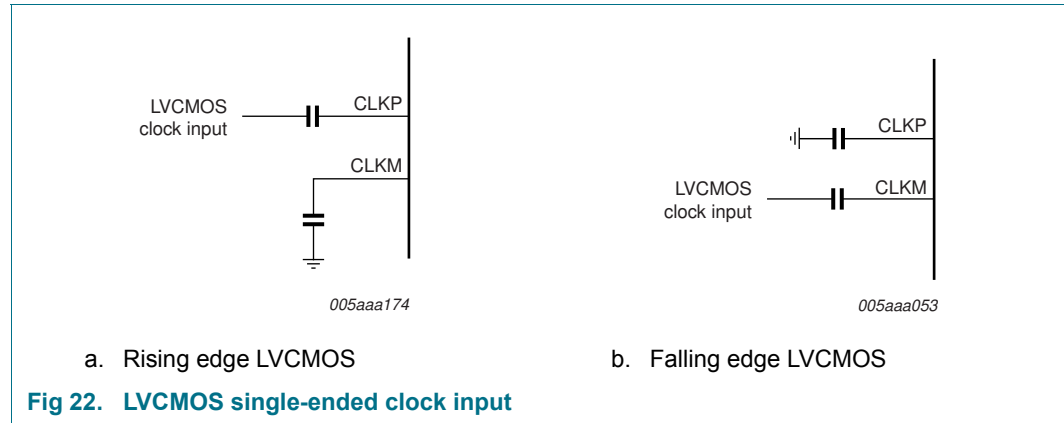 LVCMOS
clock input
CLKP
CLKM
005aaa174
a. Rising edge LVCMOS
CLKP
LVCMOS
clock input
CLKM
005aaa053
b. Falling edge LVCMOS
Fig 22. LVCMOS single-ended clock input